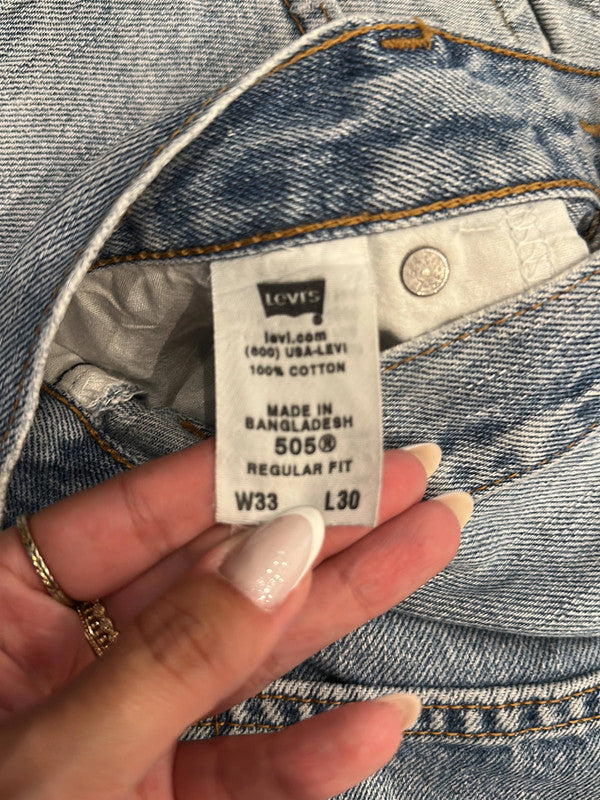 Levi's
levi.com
(800) USA-LEVI
100% COTTON
MADE IN
BANGLADESH
505®
REGULAR FIT
W33 L30